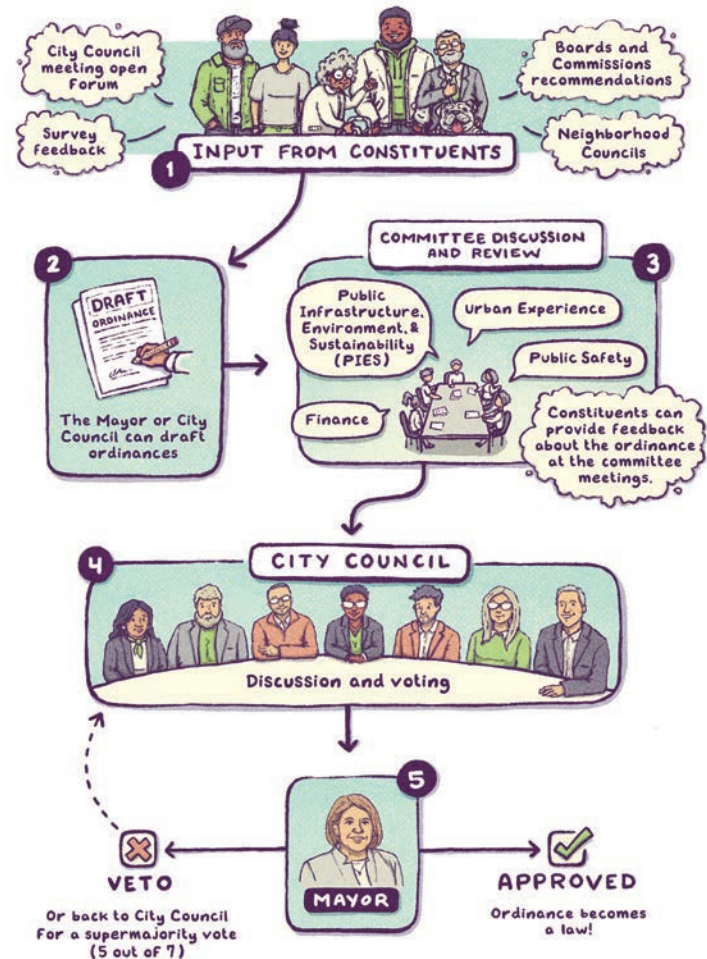 City Council
meeting open
Forum
Survey
feedback
Boards and
Commissions
recommendations
Neighborhood
Councils
1
INPUT FROM CONSTITUENTS
2
DRAFT
ORDINANCE
The Mayor or City
Council can draft
ordinances
COMMITTEE DISCUSSION
AND REVIEW
3
Public
Infrastructure,
Environment, &
Sustainability
(PIES)
Urban Experience
Public Safety
Finance
Constituents can
provide feedback
about the ordinance
at the committee
meetings.
4
CITY COUNCIL
Discussion and voting
5
MAYOR
VETO
Or back to City Council
For a supermajority vote
(5 out of 7)
APPROVED
Ordinance becomes
a law!